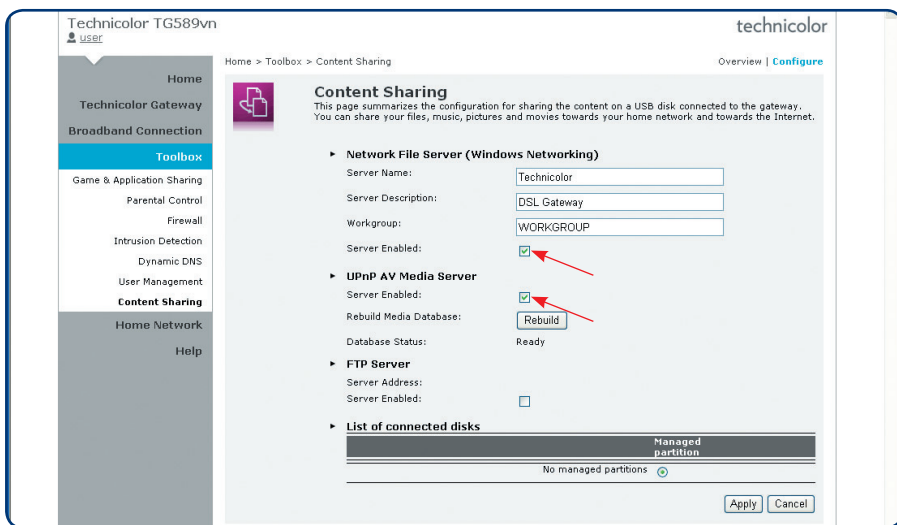 Technicolor TG589vn
technicolor
user
Home > Toolbox > Content Sharing
Overview | Configure
Home
Technicolor Gateway
Broadband Connection
Toolbox
Game & Application Sharing
Parental Control
Firewall
Intrusion Detection
Dynamic DNS
User Management
Content Sharing
Home Network
Help
Content Sharing
This page summarizes the configuration for sharing the content on a USB disk connected to the gateway.
You can share your files, music, pictures and movies towards your home network and towards the Internet.
Network File Server (Windows Networking)
Server Name: Technicolor
Server Description: DSL Gateway
Workgroup: WORKGROUP
Server Enabled:
UPnP AV Media Server
Server Enabled:
Rebuild Media Database: Rebuild
Database Status: Ready
FTP Server
Server Address:
Server Enabled:
List of connected disks
Managed
partition
No managed partitions
Apply Cancel